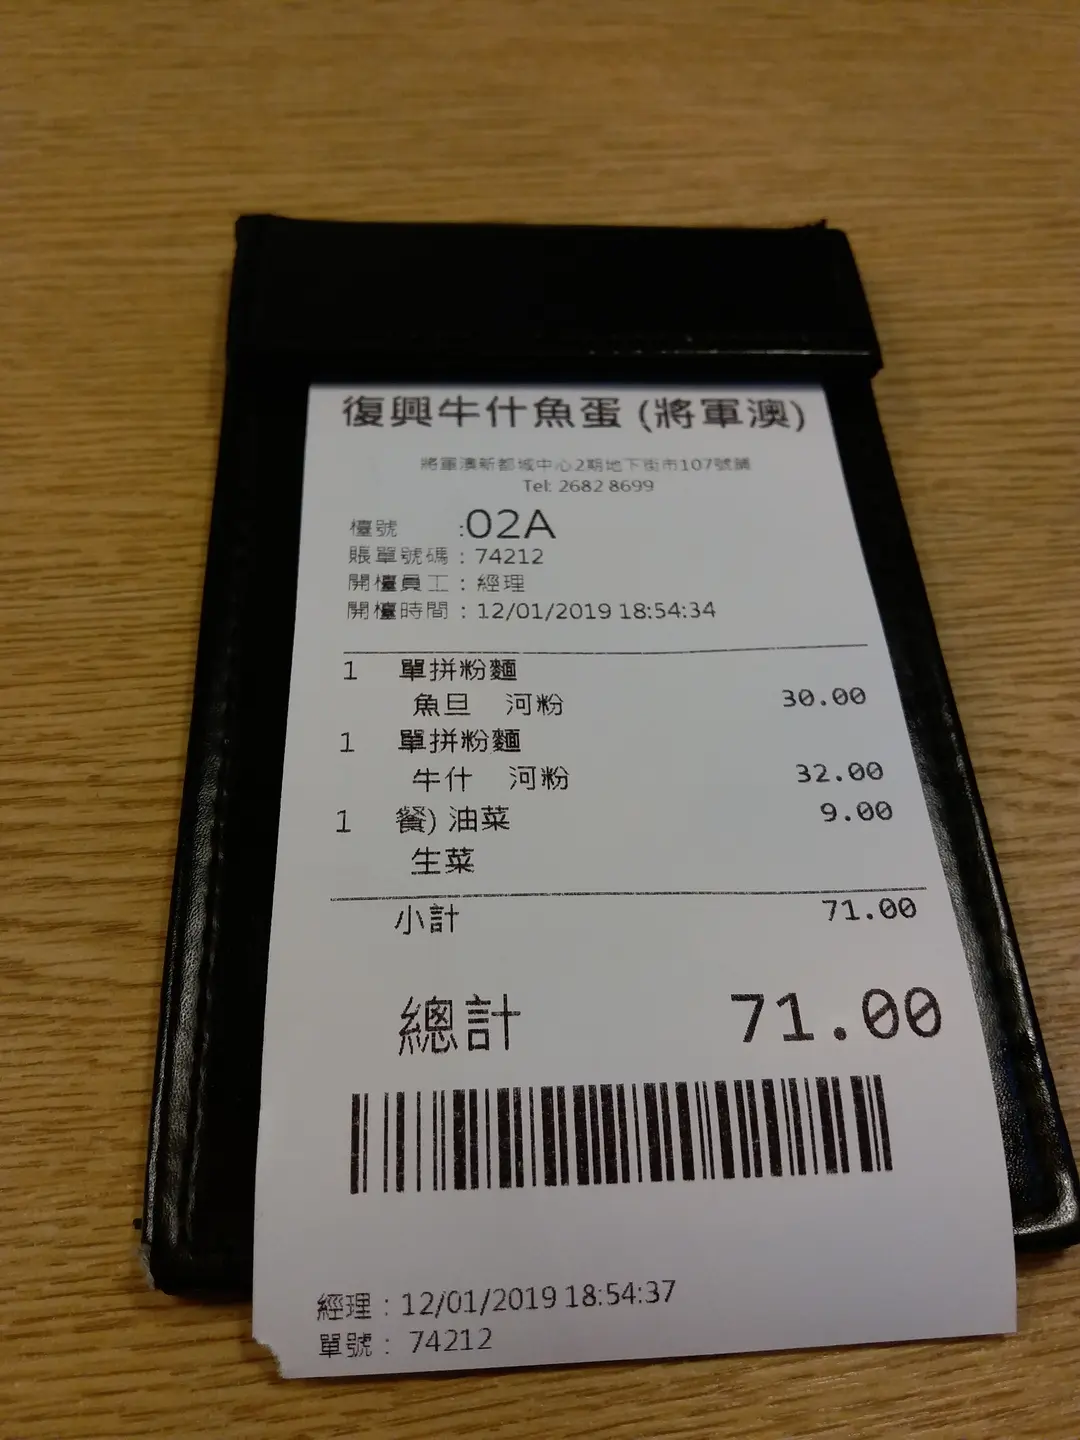 復興牛什魚蛋 (將軍澳)
將軍澳新都城中心2期地下街市107號舖
Tel: 2682 8699
檯號 :02A
賬單號碼 : 74212
開檯員工 : 經理
開檯時間 : 12/01/2019 18:54:34
1 單拼粉麵
魚旦 河粉 30.00
1 單拼粉麵
牛什 河粉 32.00
1 餐) 油菜 9.00
生菜
小計 71.00
總計 71.00
經理 : 12/01/2019 18:54:37
單號 : 74212